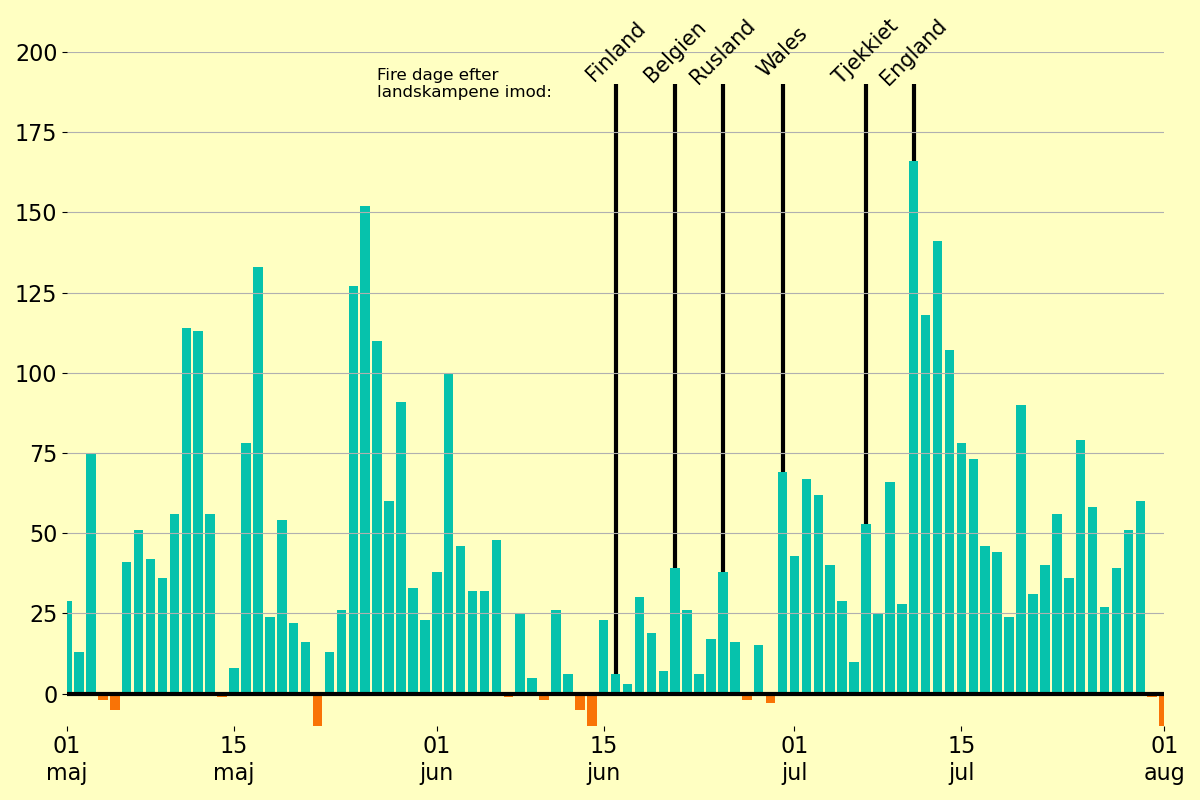 Finland
Belgien
Rusland
Wales
Tjekkiet
England
Fire dage efter
landskampene imod:
200
175
150
125
100
75
50
25
0
01 15 01 15 01 15 01
maj maj jun jun jul jul aug